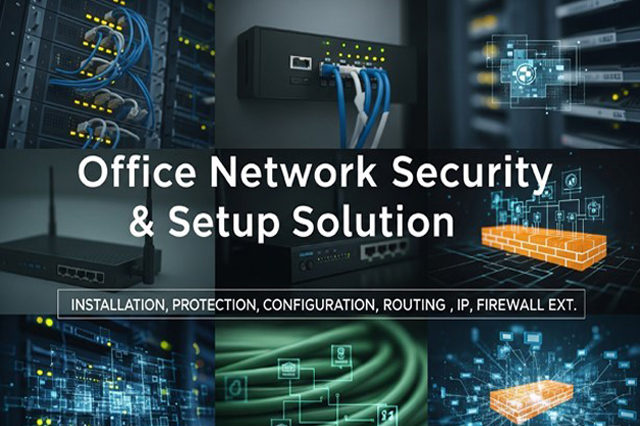 Office Network Security
& Setup Solution
INSTALLATION, PROTECTION, CONFIGURATION, ROUTING , IP, FIREWALL EXT.